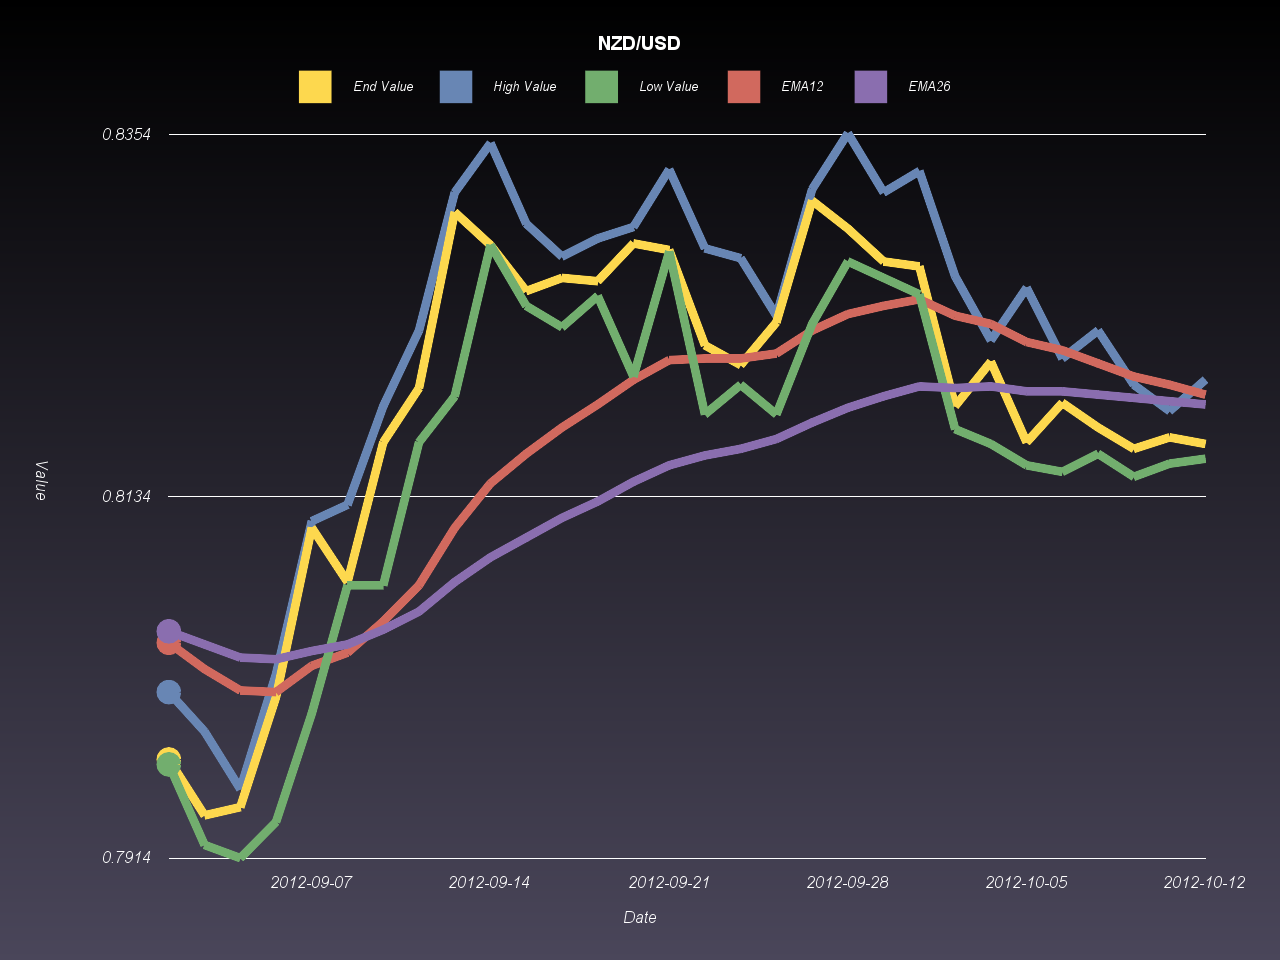 NZD/USD
End Value High Value Low Value EMA12 EMA26
0.8354
0.8134
0.7914
Value
2012-09-07 2012-09-14 2012-09-21 2012-09-28 2012-10-05 2012-10-12
Date